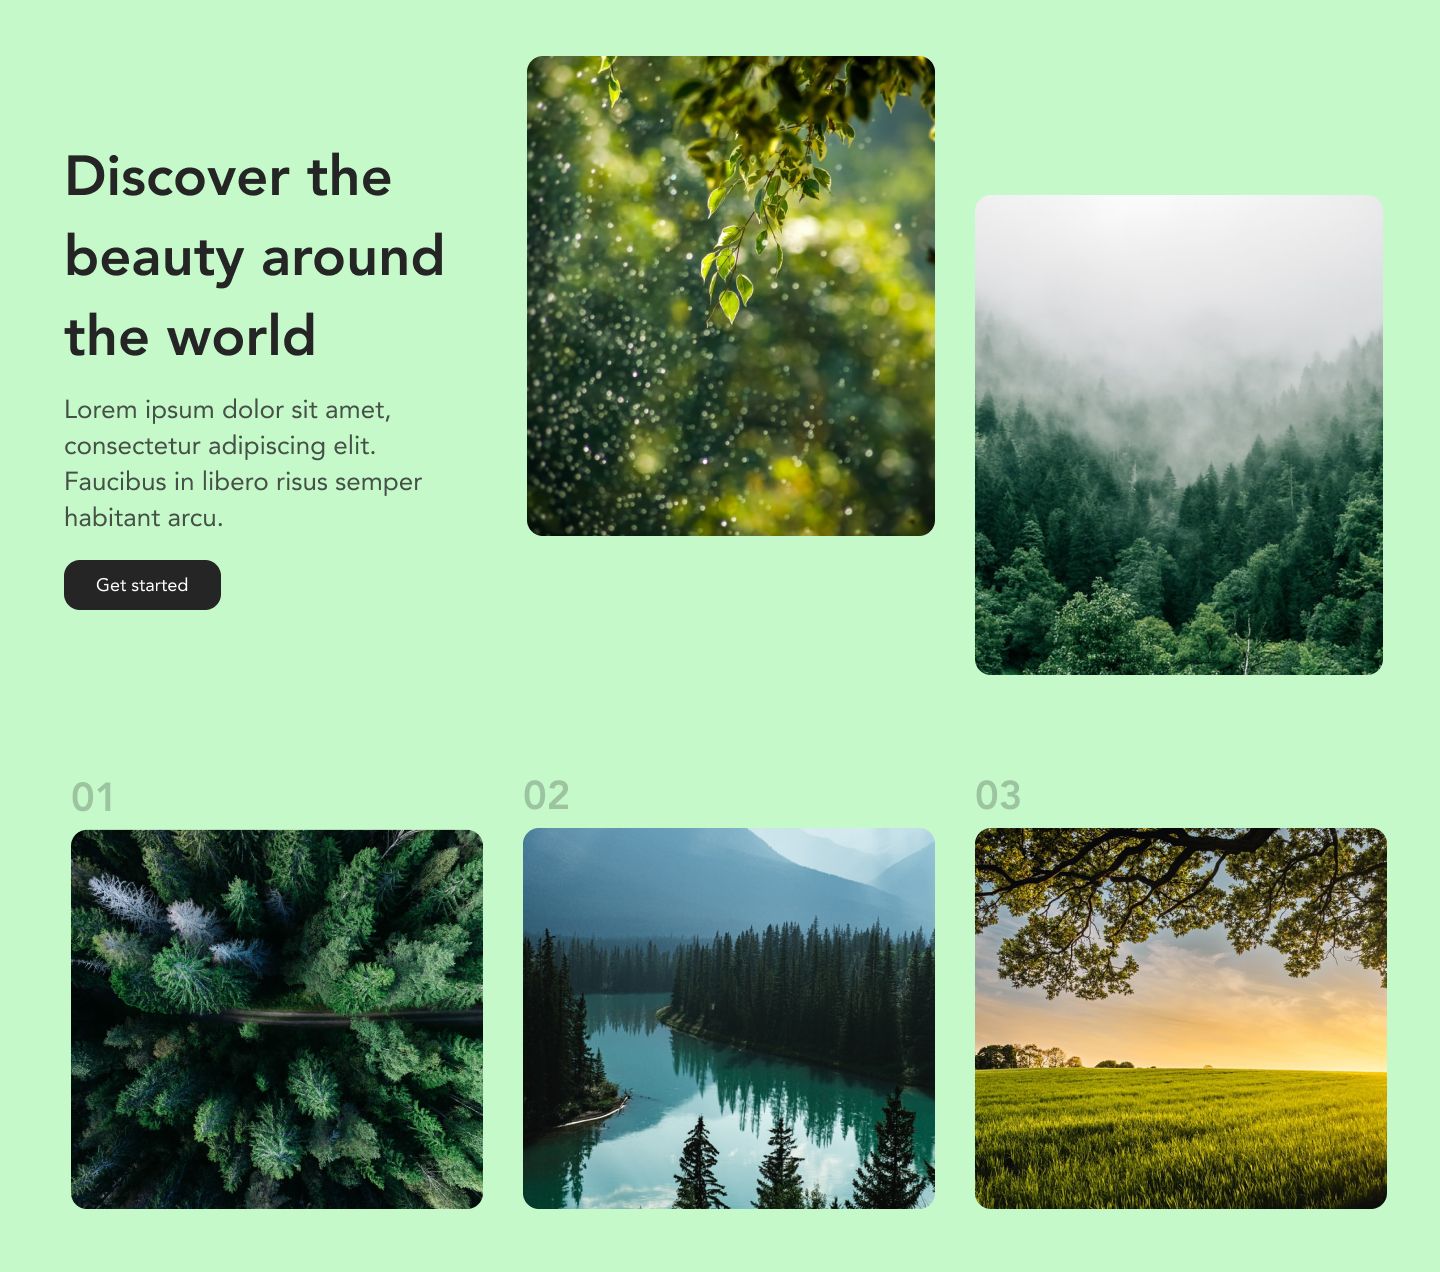 Discover the
beauty around
the world
Lorem ipsum dolor sit amet,
consectetur adipiscing elit.
Faucibus in libero risus semper
habitant arcu.
Get started
01
02
03